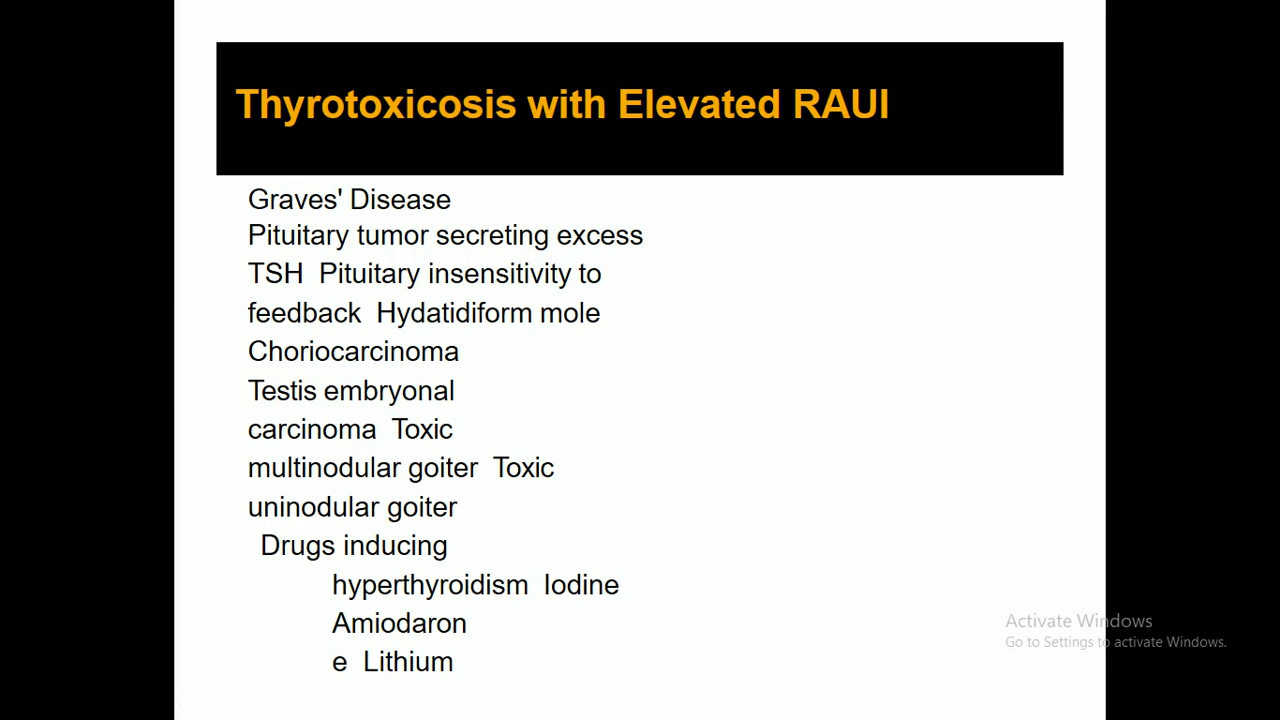 Thyrotoxicosis with Elevated RAUI
Graves' Disease
Pituitary tumor secreting excess
TSH Pituitary insensitivity to
feedback Hydatidiform mole
Choriocarcinoma
Testis embryonal
carcinoma Toxic
multinodular goiter Toxic
uninodular goiter
Drugs inducing
hyperthyroidism Iodine
Amiodaron
e Lithium
Activate Windows
Go to Settings to activate Windows.